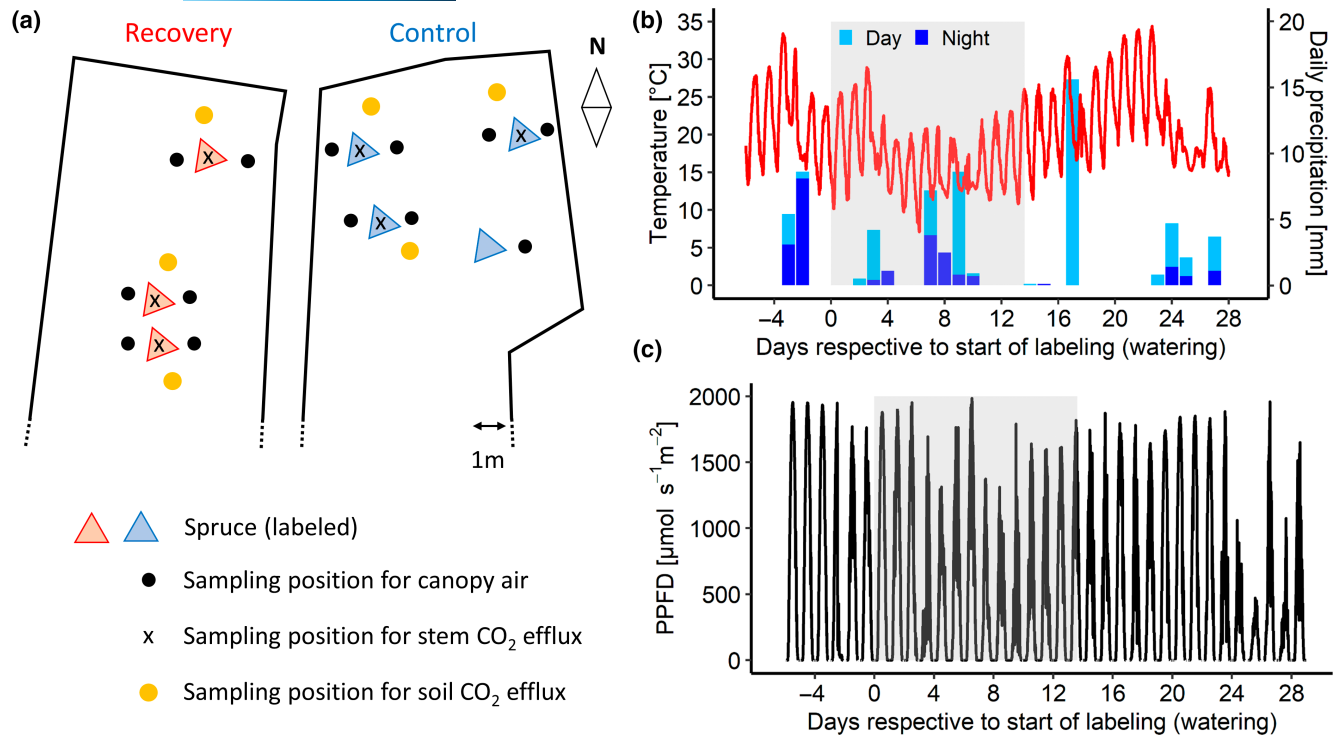 (a)
Recovery
Control
N
x
x
x
x
x
x
1m
Spruce (labeled)
Sampling position for canopy air
x Sampling position for stem CO₂ efflux
Sampling position for soil CO₂ efflux
(b)
Day Night
Temperature [°C]
35
30
25
20
15
10
5
0
Daily precipitation [mm]
20
15
10
5
0
−4 0 4 8 12 16 20 24 28
Days respective to start of labeling (watering)
(c)
PPFD [µmol s⁻¹m⁻²]
2000
1500
1000
500
0
−4 0 4 8 12 16 20 24 28
Days respective to start of labeling (watering)